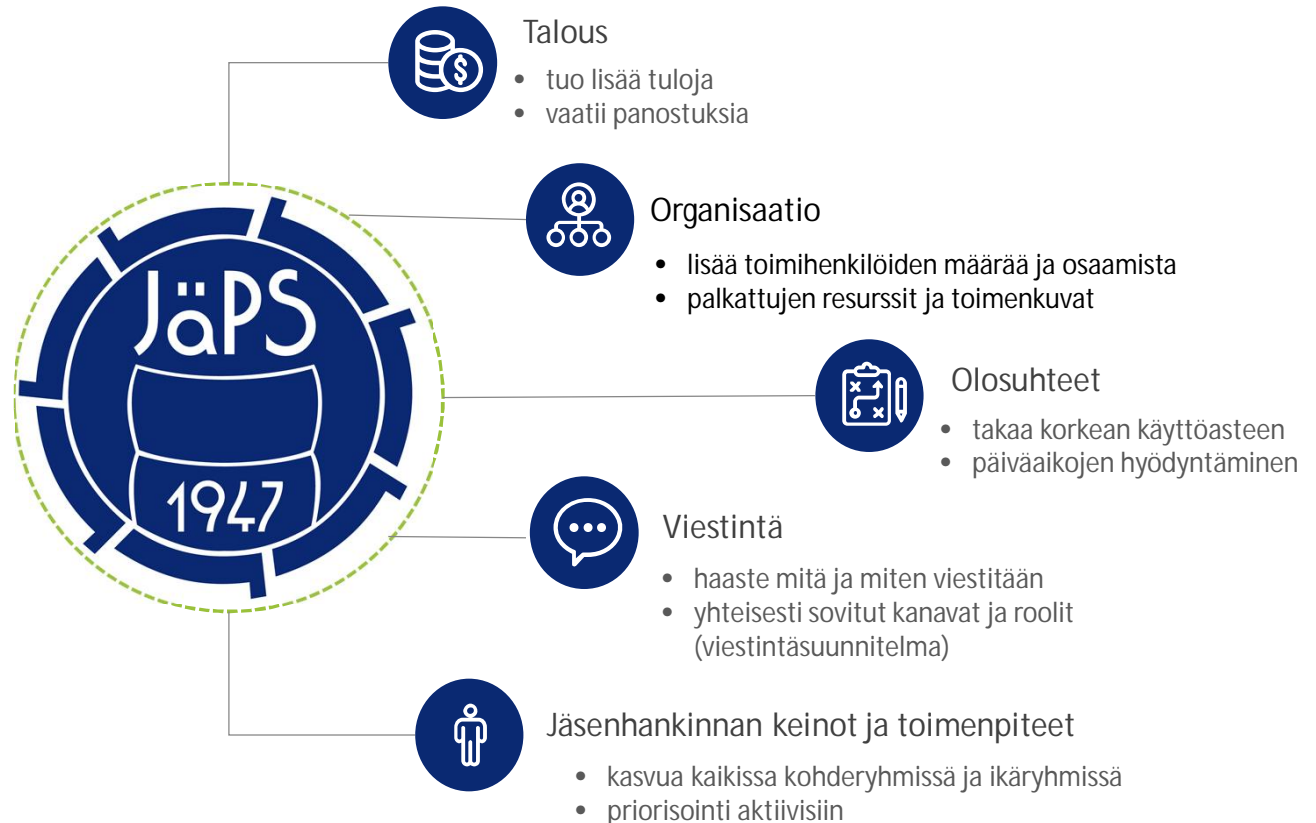 Talous
• tuo lisää tuloja
• vaatii panostuksia
JäPS
1947
Organisaatio
• lisää toimihenkilöiden määrää ja osaamista
• palkattujen resurssit ja toimenkuvat
Olosuhteet
• takaa korkean käyttöasteen
• päiväaikojen hyödyntäminen
Viestintä
• haaste mitä ja miten viestitään
• yhteisesti sovitut kanavat ja roolit
(viestintäsuunnitelma)
Jäsenhankinnan keinot ja toimenpiteet
• kasvua kaikissa kohderyhmissä ja ikäryhmissä
• priorisointi aktiivisiin